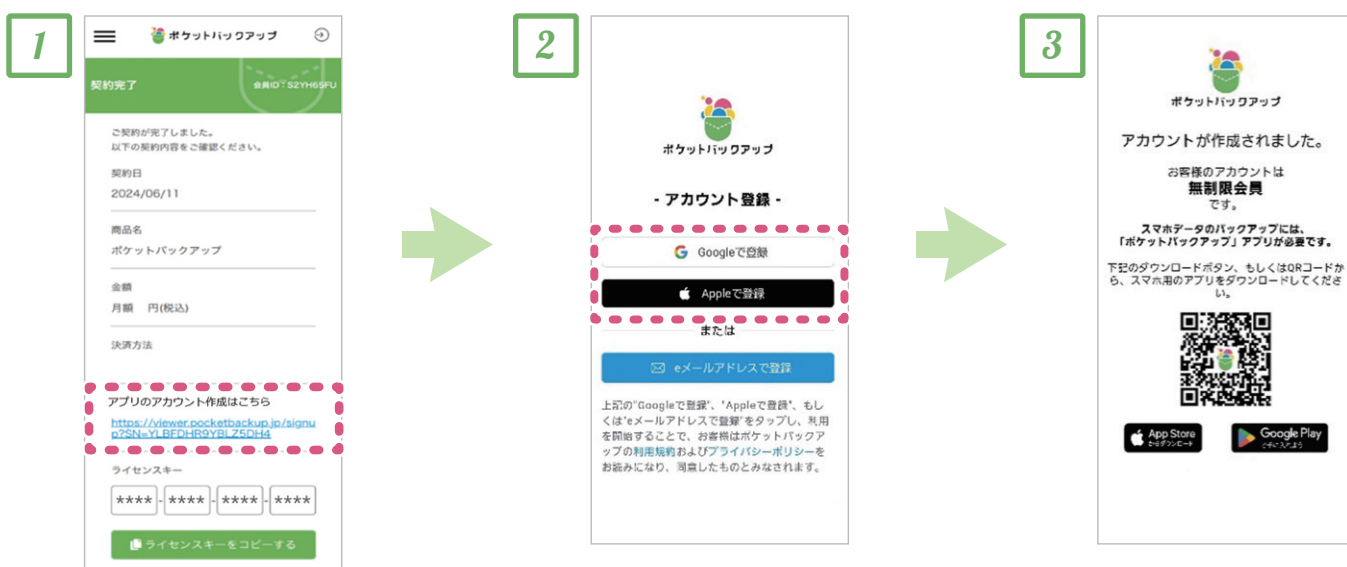 1
ポケットバックアップ
契約完了
会員ID:S2YH6SFU
ご契約が完了しました。
以下の契約内容をご確認ください。
契約日
2024/06/11
商品名
ポケットバックアップ
金額
月額 円(税込)
決済方法
アプリのアカウント作成はこちら
https://viewer.pocketbackup.jp/signu
p?SN=YLBFDHR9YBLZ5DH4
ライセンスキー
****-****-****-****
ライセンスキーをコピーする
2
ポケットバックアップ
- アカウント登録 -
Googleで登録
Appleで登録
または
eメールアドレスで登録
上記の"Googleで登録"、"Appleで登録"、もし
くは"eメールアドレスで登録"をタップし、利用
を開始することで、お客様はポケットバックア
ップの利用規約およびプライバシーポリシーを
お読みになり、同意したものとみなされます。
3
ポケットバックアップ
アカウントが作成されました。
お客様のアカウントは
無制限会員
です。
スマホデータのバックアップには、
「ポケットバックアップ」アプリが必要です。
下記のダウンロードボタン、もしくはQRコードか
ら、スマホ用のアプリをダウンロードしてくださ
い。
App Store
からダウンロード
Google Play
で手に入れよう